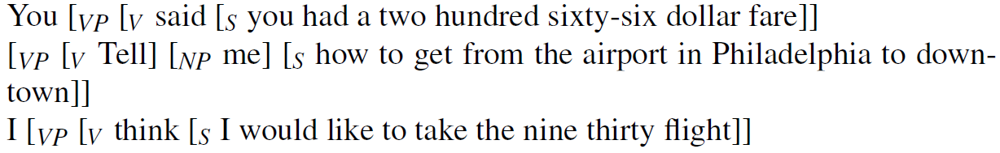 You [VP [V said [S you had a two hundred sixty-six dollar fare]]
[VP [V Tell] [NP me] [S how to get from the airport in Philadelphia to down-
town]]
I [VP [V think [S I would like to take the nine thirty flight]]